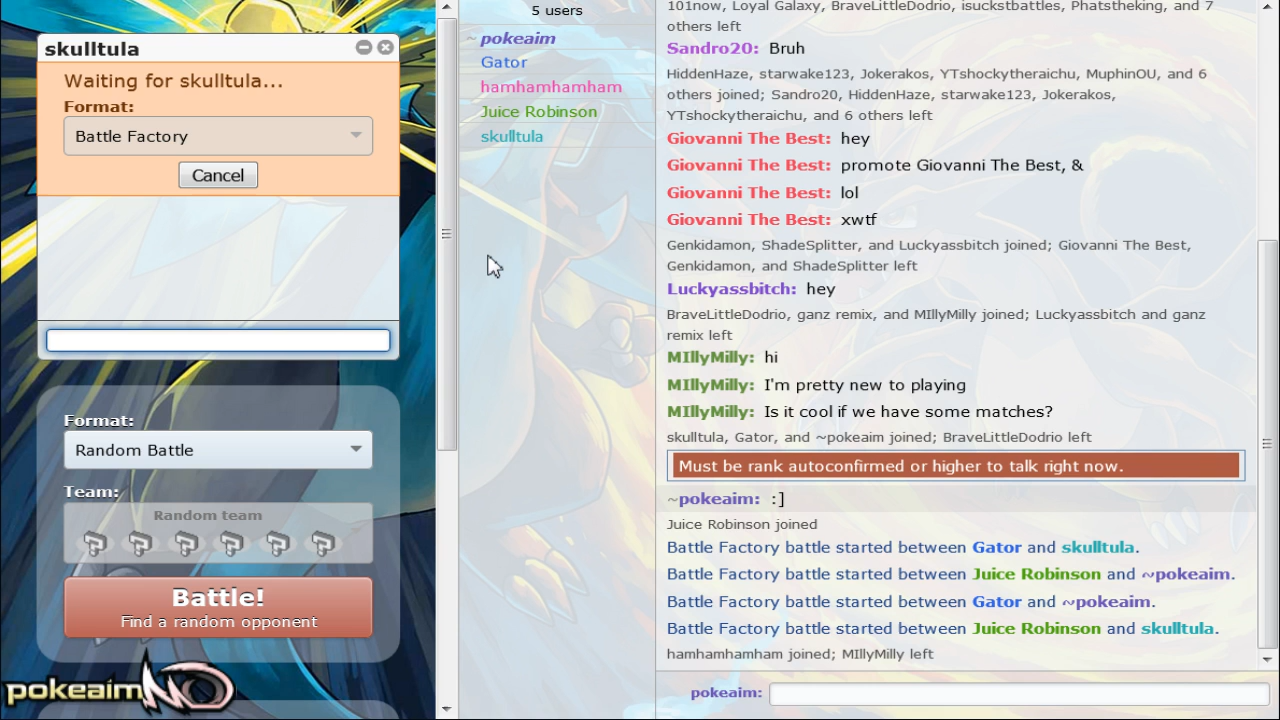 skulltula
Waiting for skulltula...
Format:
Battle Factory
Cancel
Format:
Random Battle
Team:
Random team
Battle!
Find a random opponent
pokeaimMD
5 users
~ pokeaim
Gator
hamhamhamham
Juice Robinson
skulltula
101now, Loyal Galaxy, BraveLittleDodrio, isuckstbattles, Phatstheking, and 7
others left
Sandro20: Bruh
HiddenHaze, starwake123, Jokerakos, YTshockytheraichu, MuphinOU, and 6
others joined; Sandro20, HiddenHaze, starwake123, Jokerakos,
YTshockytheraichu, and 6 others left
Giovanni The Best: hey
Giovanni The Best: promote Giovanni The Best, &
Giovanni The Best: lol
Giovanni The Best: xwtf
Genkidamon, ShadeSplitter, and Luckyassbitch joined; Giovanni The Best,
Genkidamon, and ShadeSplitter left
Luckyassbitch: hey
BraveLittleDodrio, ganz remix, and MIllyMilly joined; Luckyassbitch and ganz
remix left
MIllyMilly: hi
MIllyMilly: I'm pretty new to playing
MIllyMilly: Is it cool if we have some matches?
skulltula, Gator, and ~pokeaim joined; BraveLittleDodrio left
Must be rank autoconfirmed or higher to talk right now.
~pokeaim: :]
Juice Robinson joined
Battle Factory battle started between Gator and skulltula.
Battle Factory battle started between Juice Robinson and ~pokeaim.
Battle Factory battle started between Gator and ~pokeaim.
Battle Factory battle started between Juice Robinson and skulltula.
hamhamhamham joined; MIllyMilly left
pokeaim: